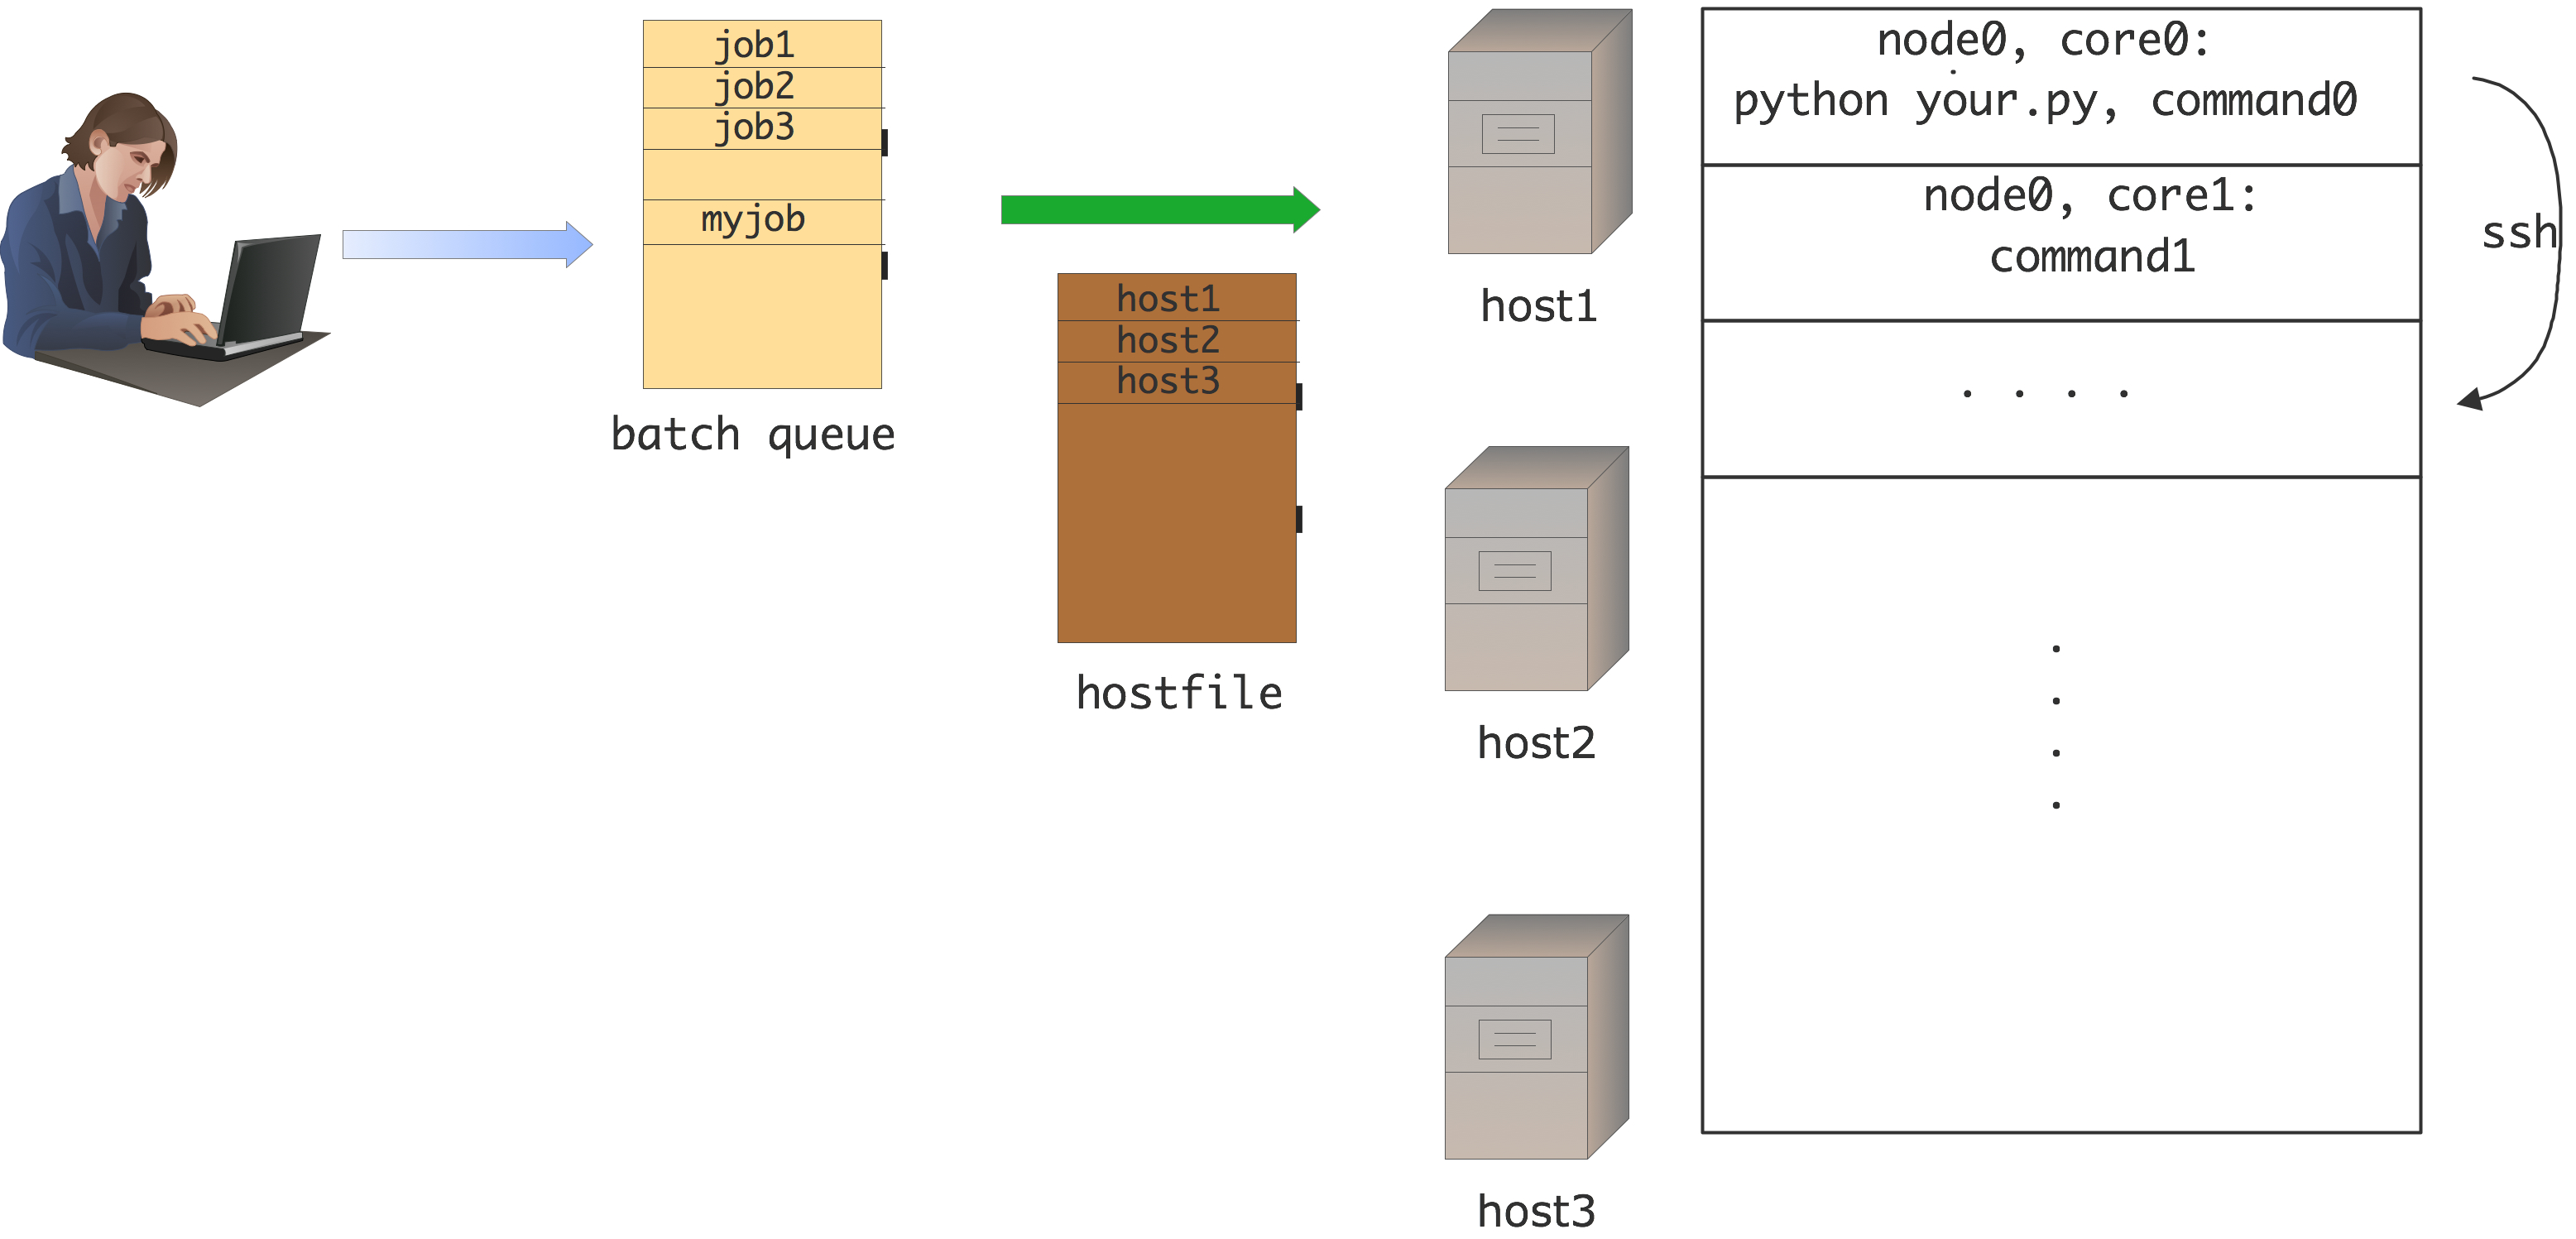 job1
job2
job3
myjob
batch queue
host1
host2
host3
hostfile
host1
host2
host3
node0, core0:
python your.py, command0
node0, core1:
command1
. . . .
.
.
.
.
ssh